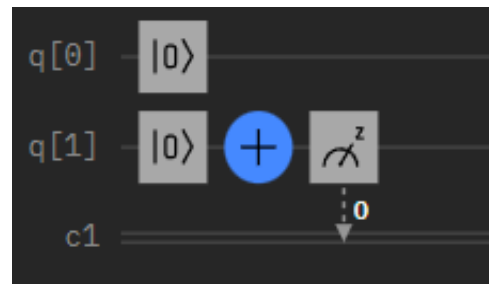 q[0] |0⟩
q[1] |0⟩ + z
0
c1